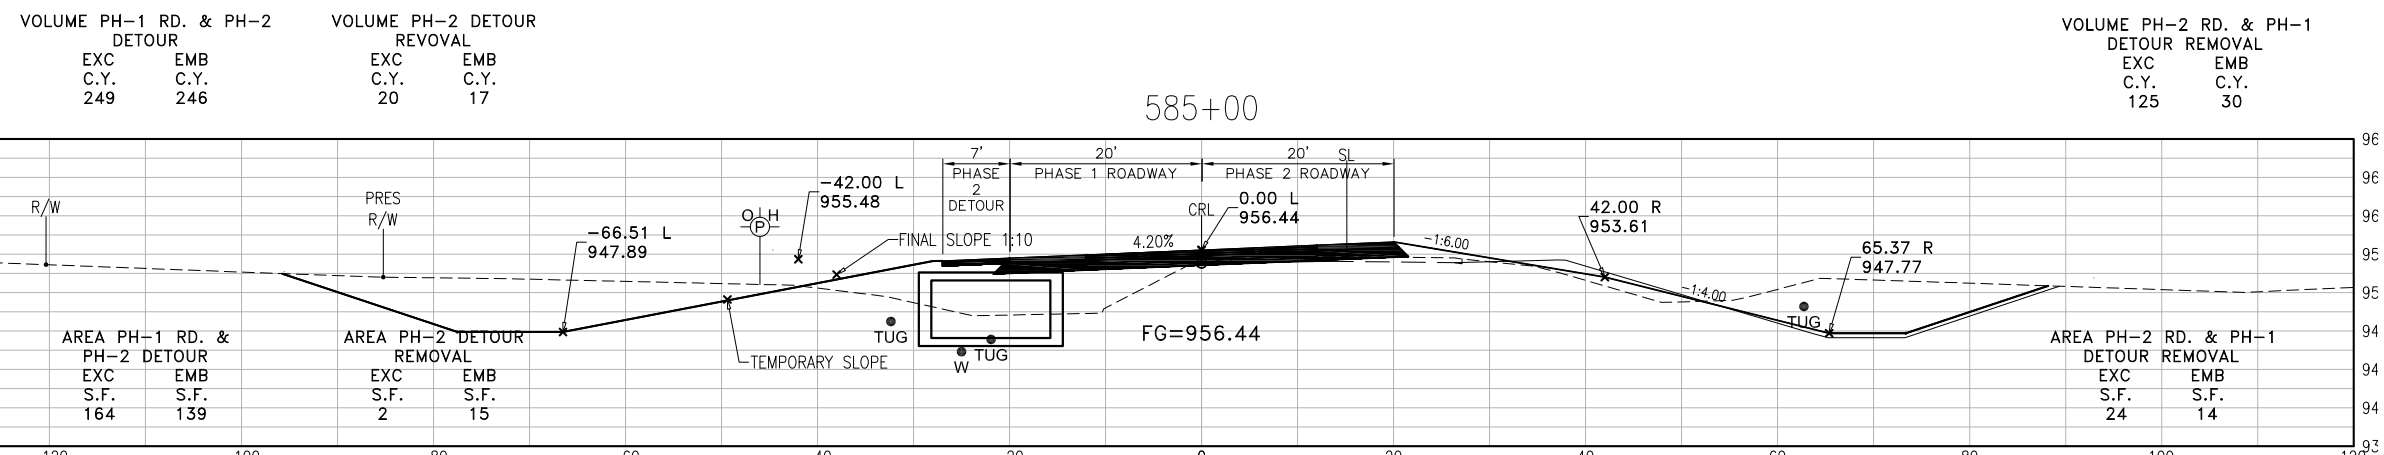 VOLUME PH-1 RD. & PH-2
DETOUR
EXC EMB
C.Y. C.Y.
249 246
VOLUME PH-2 DETOUR
REVOVAL
EXC EMB
C.Y. C.Y.
20 17
VOLUME PH-2 RD. & PH-1
DETOUR REMOVAL
EXC EMB
C.Y. C.Y.
125 30
585+00
7' 20' 20' SL
PHASE
2
DETOUR
PHASE 1 ROADWAY
PHASE 2 ROADWAY
R/W
PRES
R/W
-66.51 L
947.89
O H
P
-42.00 L
955.48
FINAL SLOPE 1:10
4.20%
CRL
0.00 L
956.44
-1:6.00
42.00 R
953.61
65.37 R
947.77
-1:4.00
TUG
TUG
TUG
W
FG=956.44
TEMPORARY SLOPE
AREA PH-1 RD. &
PH-2 DETOUR
EXC EMB
S.F. S.F.
164 139
AREA PH-2 DETOUR
REMOVAL
EXC EMB
S.F. S.F.
2 15
AREA PH-2 RD. & PH-1
DETOUR REMOVAL
EXC EMB
S.F. S.F.
24 14